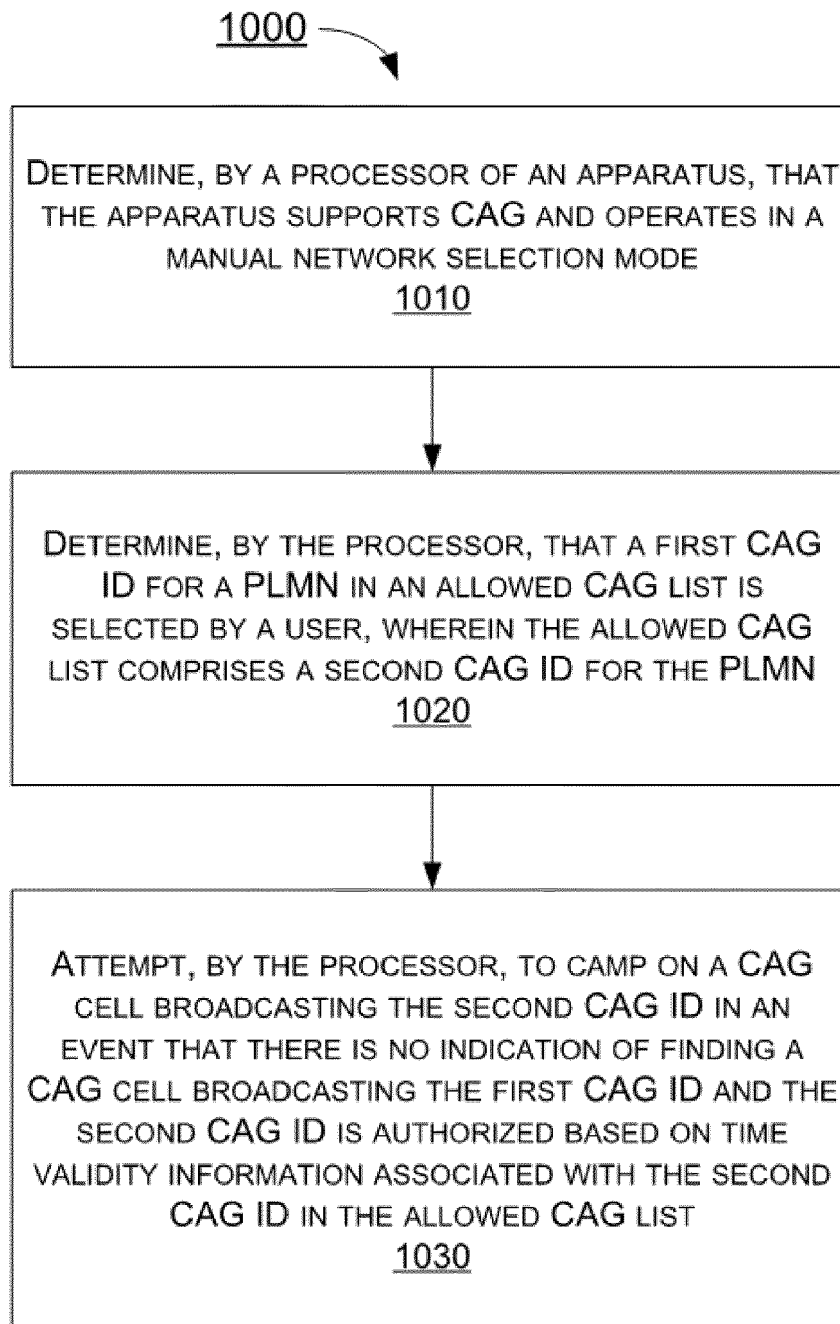 1000
DETERMINE, BY A PROCESSOR OF AN APPARATUS, THAT
THE APPARATUS SUPPORTS CAG AND OPERATES IN A
MANUAL NETWORK SELECTION MODE
1010
DETERMINE, BY THE PROCESSOR, THAT A FIRST CAG
ID FOR A PLMN IN AN ALLOWED CAG LIST IS
SELECTED BY A USER, WHEREIN THE ALLOWED CAG
LIST COMPRISES A SECOND CAG ID FOR THE PLMN
1020
ATTEMPT, BY THE PROCESSOR, TO CAMP ON A CAG
CELL BROADCASTING THE SECOND CAG ID IN AN
EVENT THAT THERE IS NO INDICATION OF FINDING A
CAG CELL BROADCASTING THE FIRST CAG ID AND THE
SECOND CAG ID IS AUTHORIZED BASED ON TIME
VALIDITY INFORMATION ASSOCIATED WITH THE SECOND
CAG ID IN THE ALLOWED CAG LIST
1030